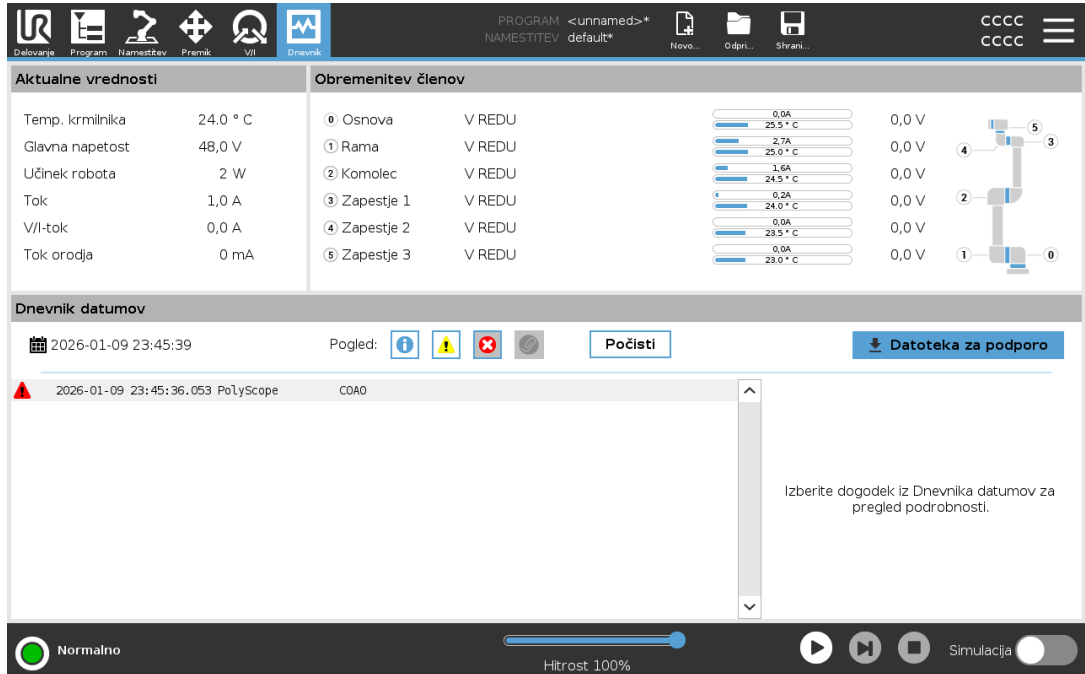 PROGRAM <unnamed>*
NAMESTITEV default*
Delovanje Program Namestitev Premik V/I Dnevnik
Novo... Odpri... Shrani...
CCCC
CCCC
Aktualne vrednosti
Temp. krmilnika 24.0 ° C
Glavna napetost 48,0 V
Učinek robota 2 W
Tok 1,0 A
V/I-tok 0,0 A
Tok orodja 0 mA
Obremenitev členov
0 Osnova V REDU 0,0A 25.5 ° C 0,0 V
1 Rama V REDU 2,7A 25.0 ° C 0,0 V
2 Komolec V REDU 1,6A 24.5 ° C 0,0 V
3 Zapestje 1 V REDU 0,2A 24.0 ° C 0,0 V
4 Zapestje 2 V REDU 0,0A 23.5 ° C 0,0 V
5 Zapestje 3 V REDU 0,0A 23.0 ° C 0,0 V
5
4 3
2
1 0
Dnevnik datumov
2026-01-09 23:45:39 Pogled: Počisti Datoteka za podporo
2026-01-09 23:45:36.053 PolyScope C0A0
Izberite dogodek iz Dnevnika datumov za
pregled podrobnosti.
Normalno
Hitrost 100%
Simulacija